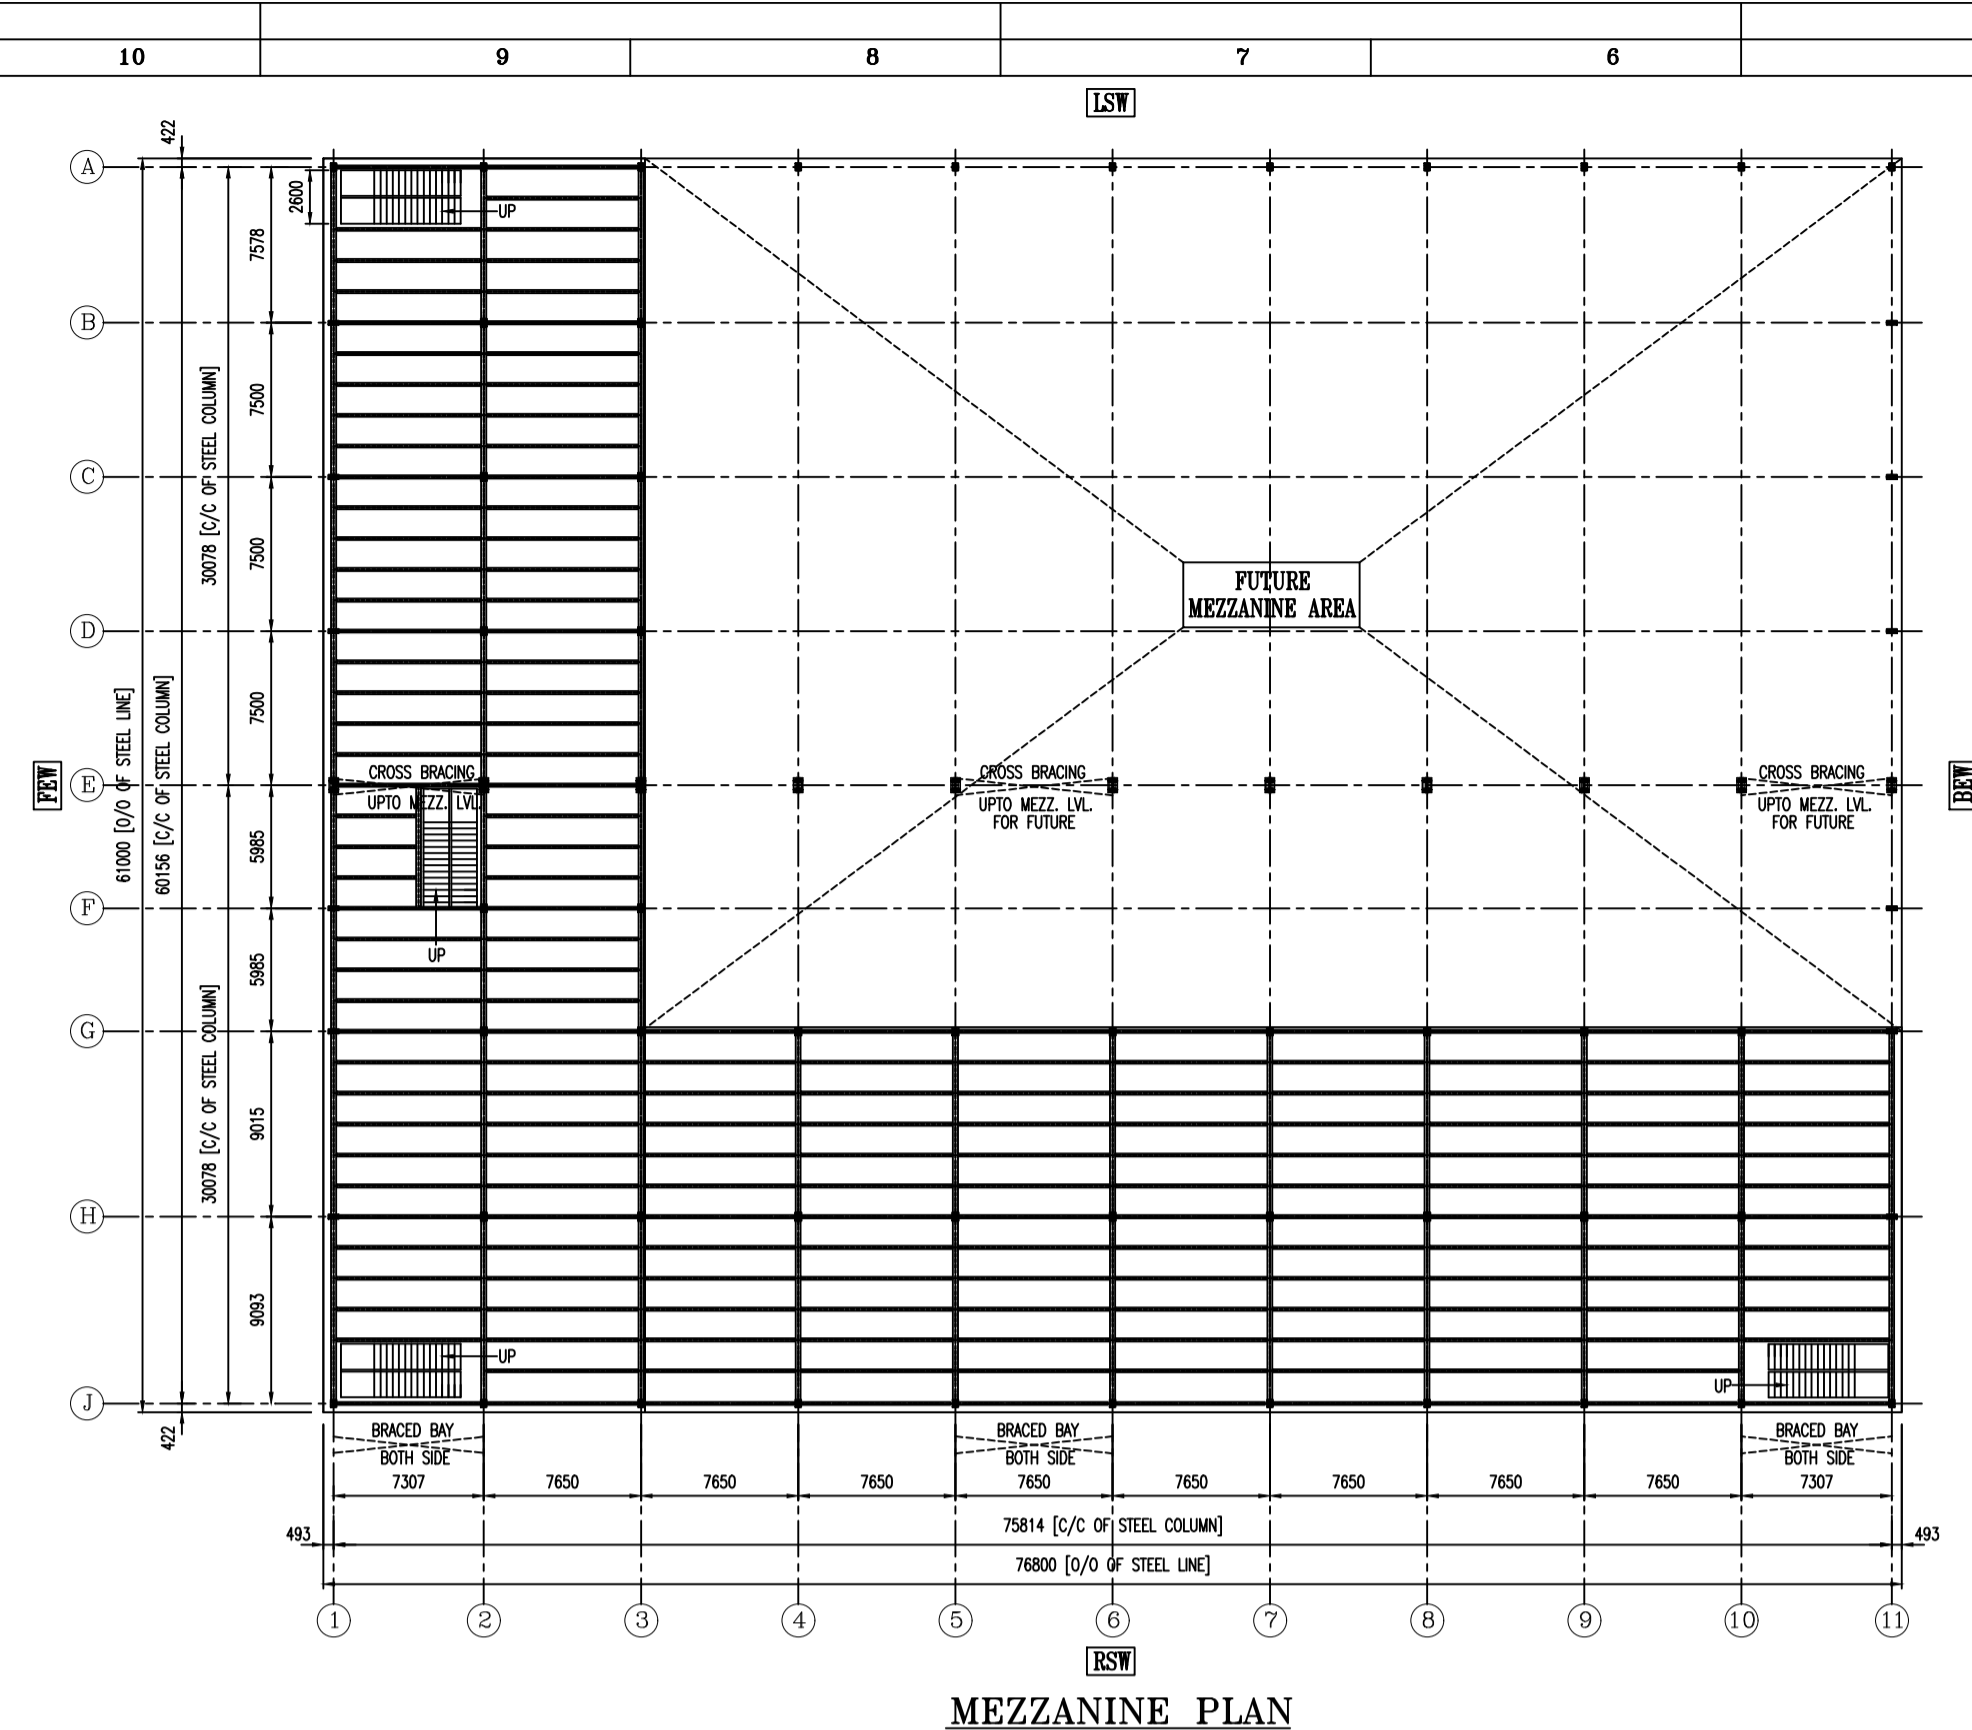 10 9 8 7 6
LSW
422
A
2600
UP
7578
B
30078 [C/C OF STEEL COLUMN]
7500
C
7500
FUTURE
MEZZANINE AREA
D
61000 [O/O OF STEEL LINE]
60156 [C/C OF STEEL COLUMN]
7500
FEW
E
CROSS BRACING
UPTO MEZZ. LVL.
CROSS BRACING
UPTO MEZZ. LVL.
FOR FUTURE
CROSS BRACING
UPTO MEZZ. LVL.
FOR FUTURE
BEW
5985
F
UP
5985
G
30078 [C/C OF STEEL COLUMN]
9015
H
9093
UP
UP
J
422
BRACED BAY
BOTH SIDE
BRACED BAY
BOTH SIDE
BRACED BAY
BOTH SIDE
7307 7650 7650 7650 7650 7650 7650 7650 7650 7307
493 75814 [C/C OF STEEL COLUMN] 493
76800 [O/O OF STEEL LINE]
1 2 3 4 5 6 7 8 9 10 11
RSW
MEZZANINE PLAN